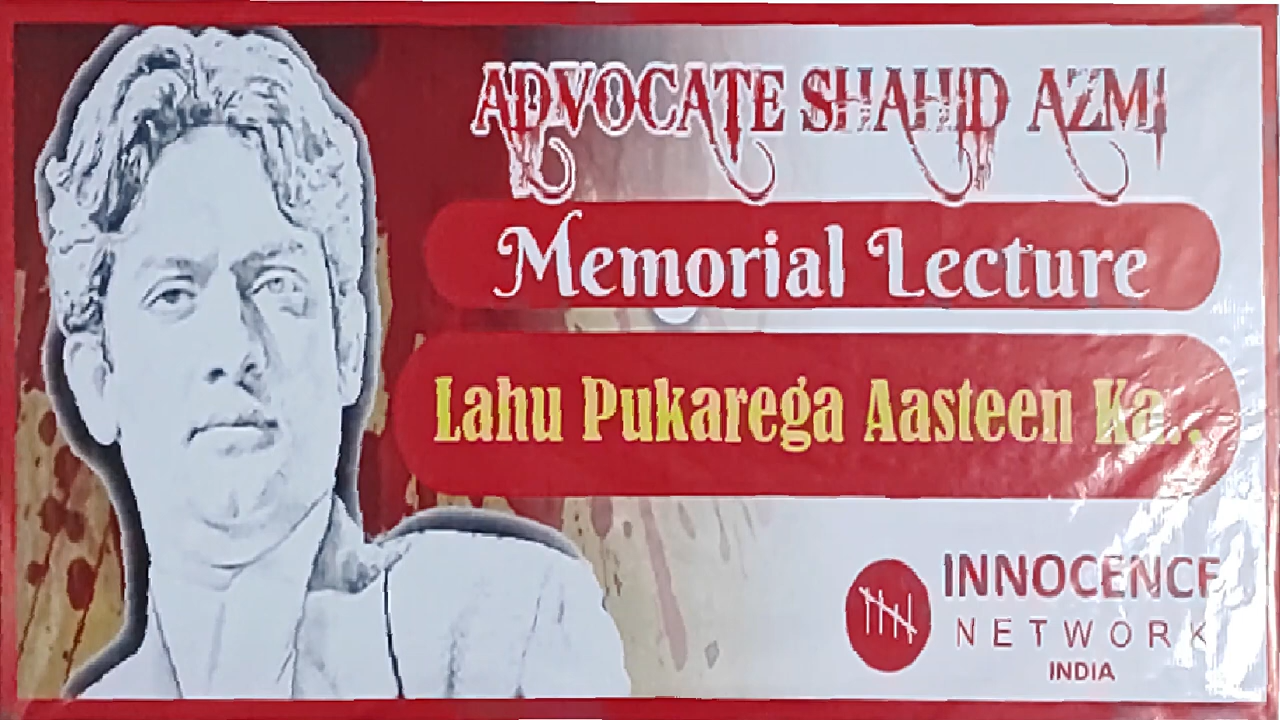 ADVOCATE SHAHID AZMI
Memorial Lecture
Lahu Pukarega Aasteen Ka..
INNOCENCE
NETWORK
INDIA